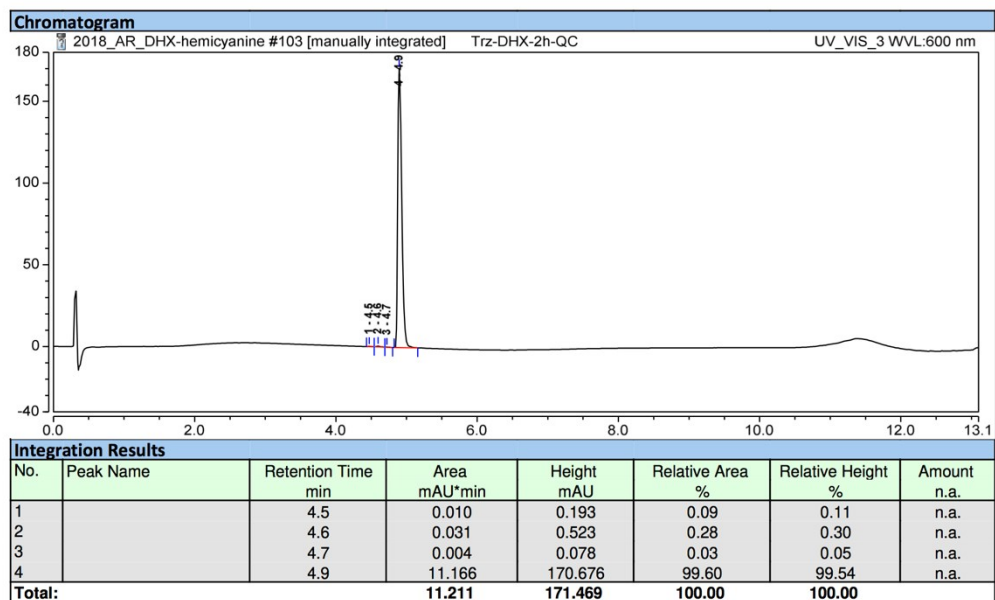 Chromatogram
2018_AR_DHX-hemicyanine #103 [manually integrated] Trz-DHX-2h-QC UV_VIS_3 WVL:600 nm
180
150
100
50
0
-40
1 - 4.5
2 - 4.6
3 - 4.7
4 - 4.9
0.0 2.0 4.0 6.0 8.0 10.0 12.0 13.1
Integration Results
No. Peak Name Retention Time Area Height Relative Area Relative Height Amount
min mAU*min mAU % % n.a.
1 4.5 0.010 0.193 0.09 0.11 n.a.
2 4.6 0.031 0.523 0.28 0.30 n.a.
3 4.7 0.004 0.078 0.03 0.05 n.a.
4 4.9 11.166 170.676 99.60 99.54 n.a.
Total: 11.211 171.469 100.00 100.00